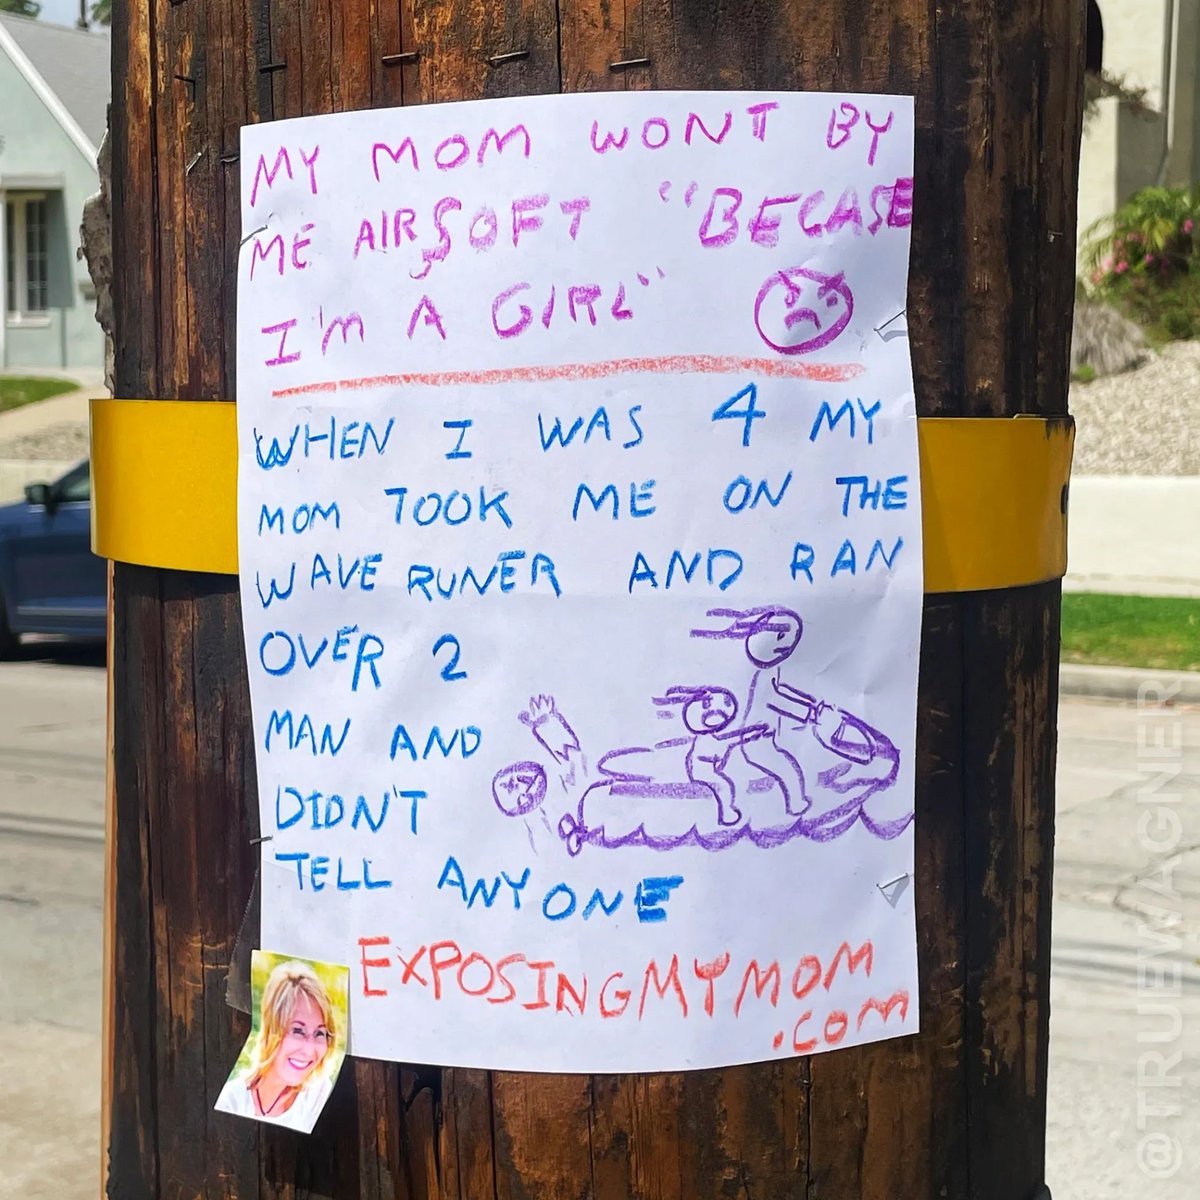 MY MOM WONT BY
ME AIRSOFT "BECASE
I'M A GIRL"
WHEN I WAS 4 MY
MOM TOOK ME ON THE
WAVE RUNER AND RAN
OVER 2
MAN AND
DIDN'T
TELL ANYONE
EXPOSINGMYMOM
.COM
@TRUEWAGNER